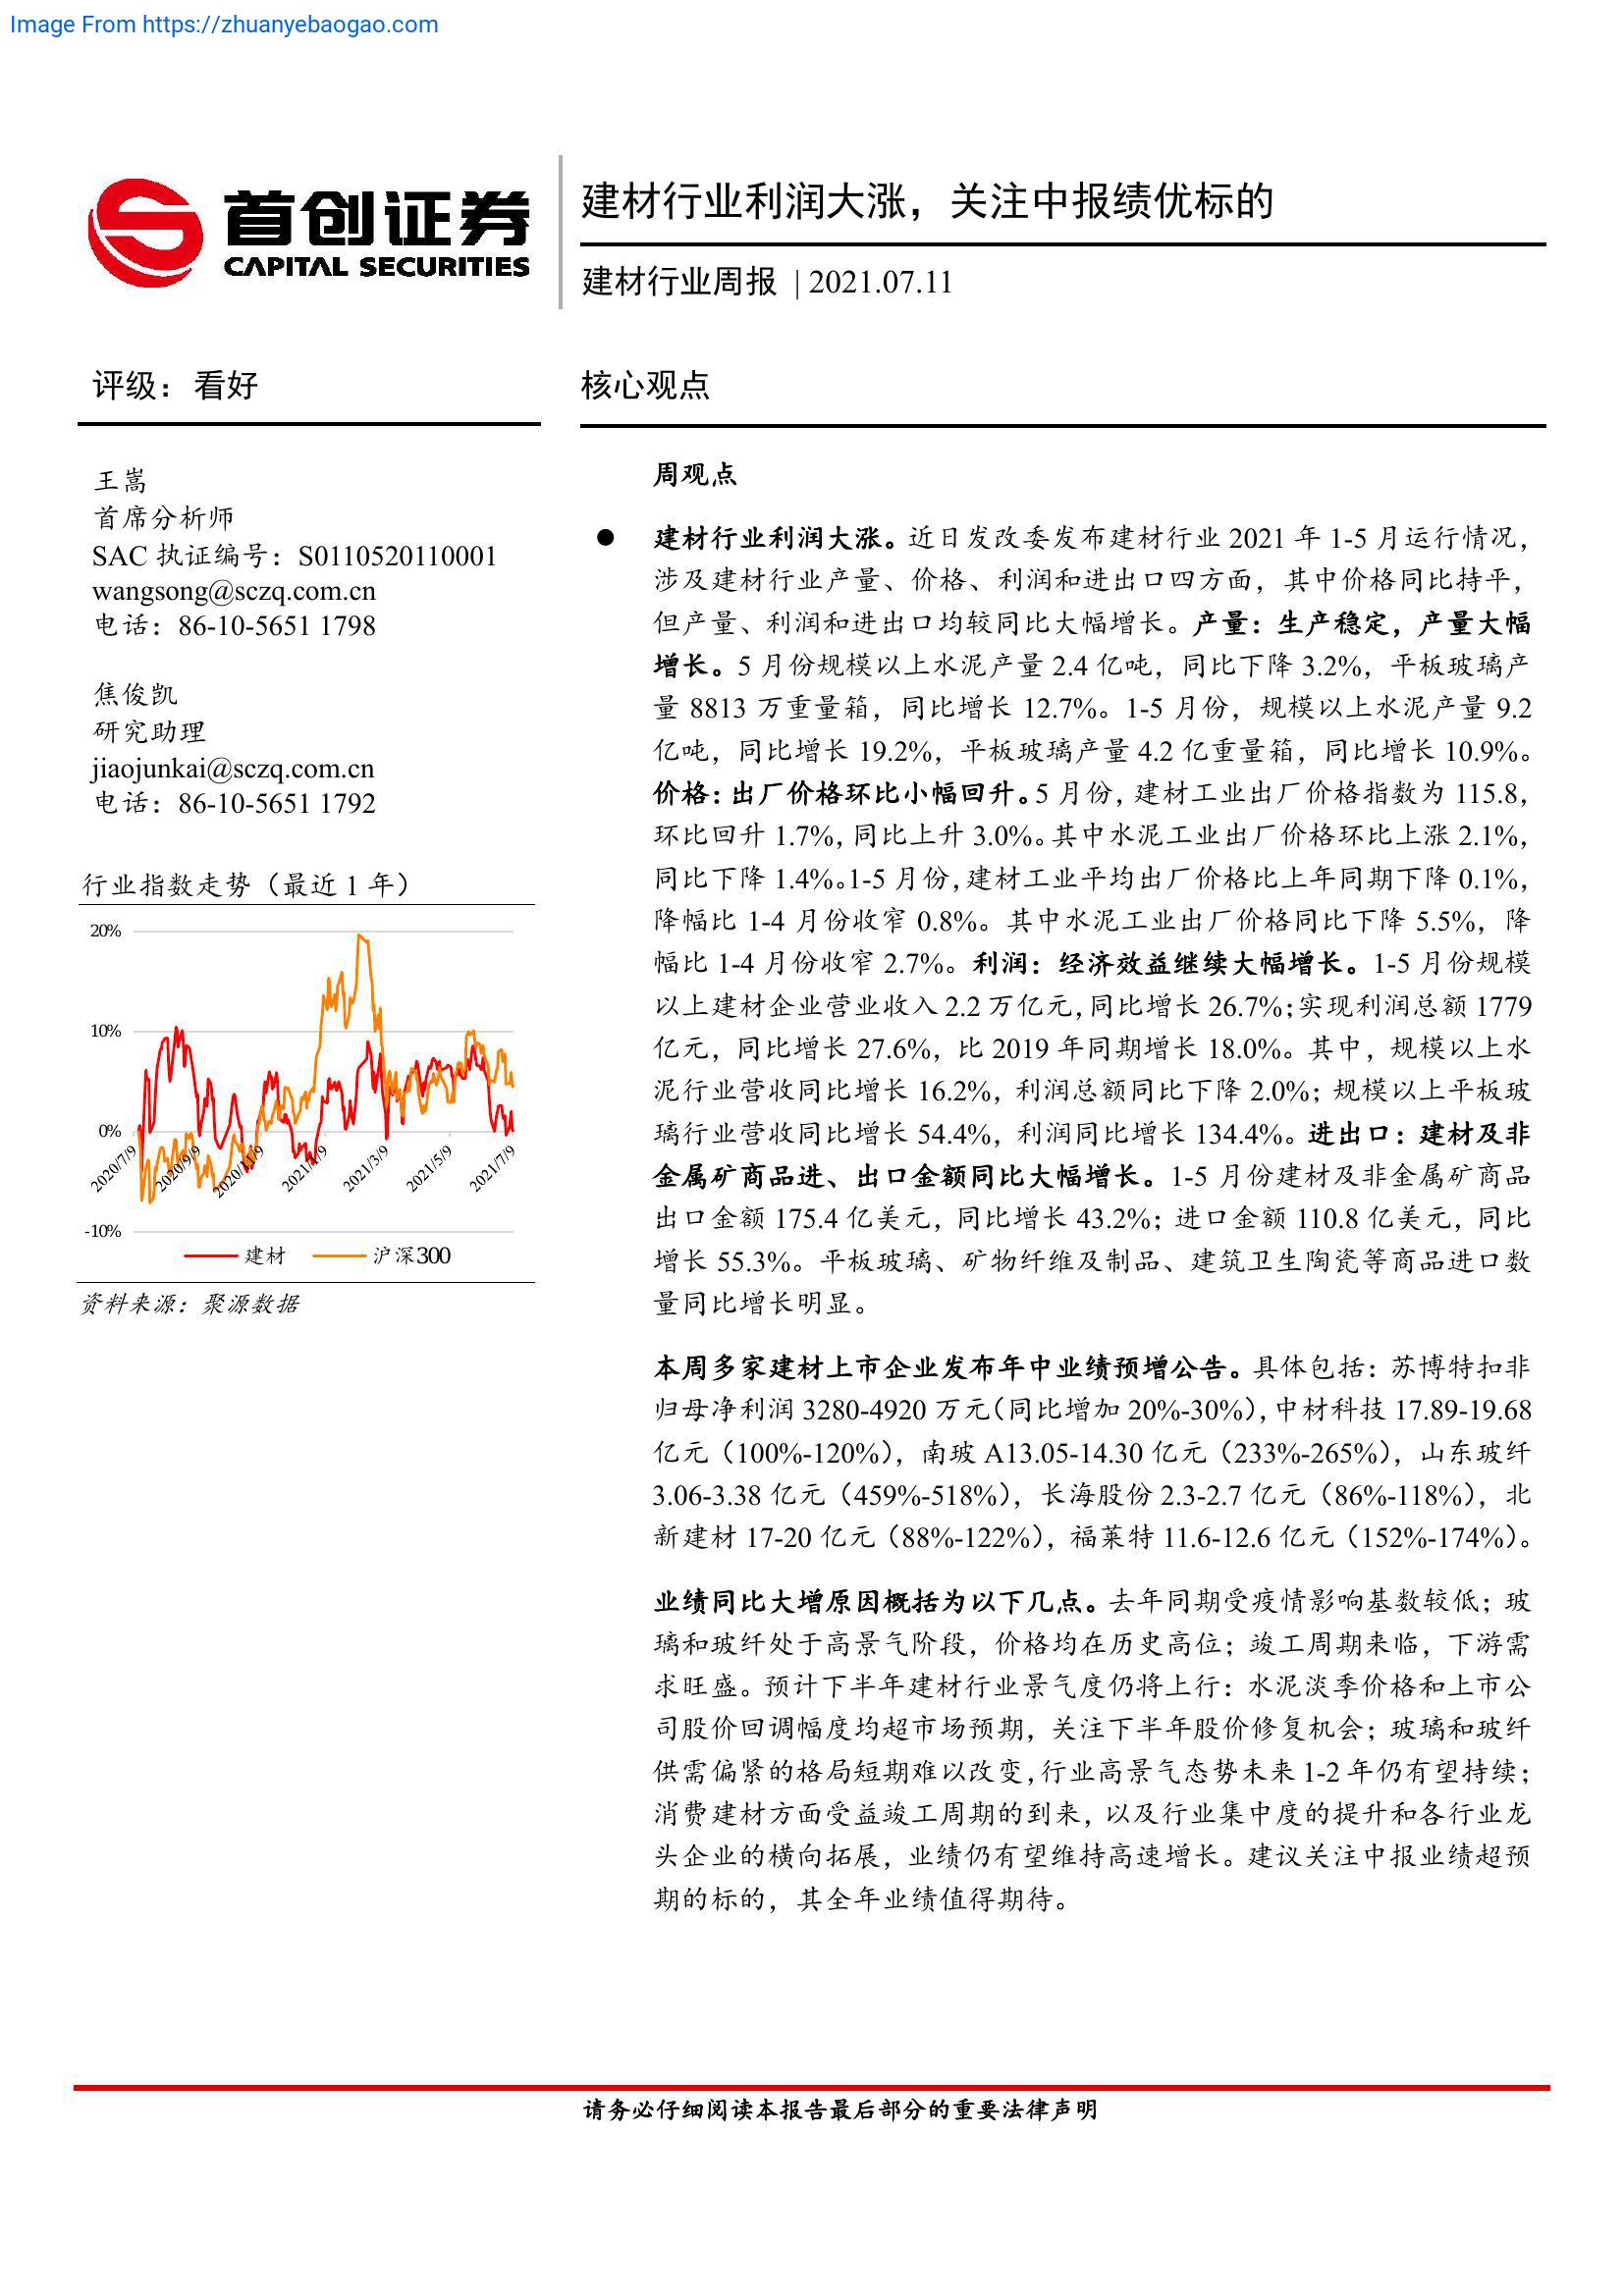 Image From https://zhuanyebaogao.com
首创证券
CAPITAL SECURITIES
建材行业利润大涨，关注中报绩优标的
建材行业周报 | 2021.07.11
评级：看好
王嵩
首席分析师
SAC 执证编号：S0110520110001
wangsong@sczq.com.cn
电话：86-10-5651 1798
焦俊凯
研究助理
jiaojunkai@sczq.com.cn
电话：86-10-5651 1792
行业指数走势（最近 1 年）
20%
10%
0%
-10%
2020/7/9
2020/9/9
2020/11/9
2021/1/9
2021/3/9
2021/5/9
2021/7/9
建材
沪深300
资料来源：聚源数据
核心观点
周观点
● 建材行业利润大涨。近日发改委发布建材行业 2021 年 1-5 月运行情况，
涉及建材行业产量、价格、利润和进出口四方面，其中价格同比持平，
但产量、利润和进出口均较同比大幅增长。产量：生产稳定，产量大幅
增长。5 月份规模以上水泥产量 2.4 亿吨，同比下降 3.2%，平板玻璃产
量 8813 万重量箱，同比增长 12.7%。1-5 月份，规模以上水泥产量 9.2
亿吨，同比增长 19.2%，平板玻璃产量 4.2 亿重量箱，同比增长 10.9%。
价格：出厂价格环比小幅回升。5 月份，建材工业出厂价格指数为 115.8，
环比回升 1.7%，同比上升 3.0%。其中水泥工业出厂价格环比上涨 2.1%，
同比下降 1.4%。1-5 月份，建材工业平均出厂价格比上年同期下降 0.1%，
降幅比 1-4 月份收窄 0.8%。其中水泥工业出厂价格同比下降 5.5%，降
幅比 1-4 月份收窄 2.7%。利润：经济效益继续大幅增长。1-5 月份规模
以上建材企业营业收入 2.2 万亿元，同比增长 26.7%；实现利润总额 1779
亿元，同比增长 27.6%，比 2019 年同期增长 18.0%。其中，规模以上水
泥行业营收同比增长 16.2%，利润总额同比下降 2.0%；规模以上平板玻
璃行业营收同比增长 54.4%，利润同比增长 134.4%。进出口：建材及非
金属矿商品进、出口金额同比大幅增长。1-5 月份建材及非金属矿商品
出口金额 175.4 亿美元，同比增长 43.2%；进口金额 110.8 亿美元，同比
增长 55.3%。平板玻璃、矿物纤维及制品、建筑卫生陶瓷等商品进口数
量同比增长明显。
本周多家建材上市企业发布年中业绩预增公告。具体包括：苏博特扣非
归母净利润 3280-4920 万元（同比增加 20%-30%），中材科技 17.89-19.68
亿元（100%-120%），南玻 A13.05-14.30 亿元（233%-265%），山东玻纤
3.06-3.38 亿元（459%-518%），长海股份 2.3-2.7 亿元（86%-118%），北
新建材 17-20 亿元（88%-122%），福莱特 11.6-12.6 亿元（152%-174%）。
业绩同比大增原因概括为以下几点。去年同期受疫情影响基数较低；玻
璃和玻纤处于高景气阶段，价格均在历史高位；竣工周期来临，下游需
求旺盛。预计下半年建材行业景气度仍将上行：水泥淡季价格和上市公
司股价回调幅度均超市场预期，关注下半年股价修复机会；玻璃和玻纤
供需偏紧的格局短期难以改变，行业高景气态势未来 1-2 年仍有望持续；
消费建材方面受益竣工周期的到来，以及行业集中度的提升和各行业龙
头企业的横向拓展，业绩仍有望维持高速增长。建议关注中报业绩超预
期的标的，其全年业绩值得期待。
请务必仔细阅读本报告最后部分的重要法律声明